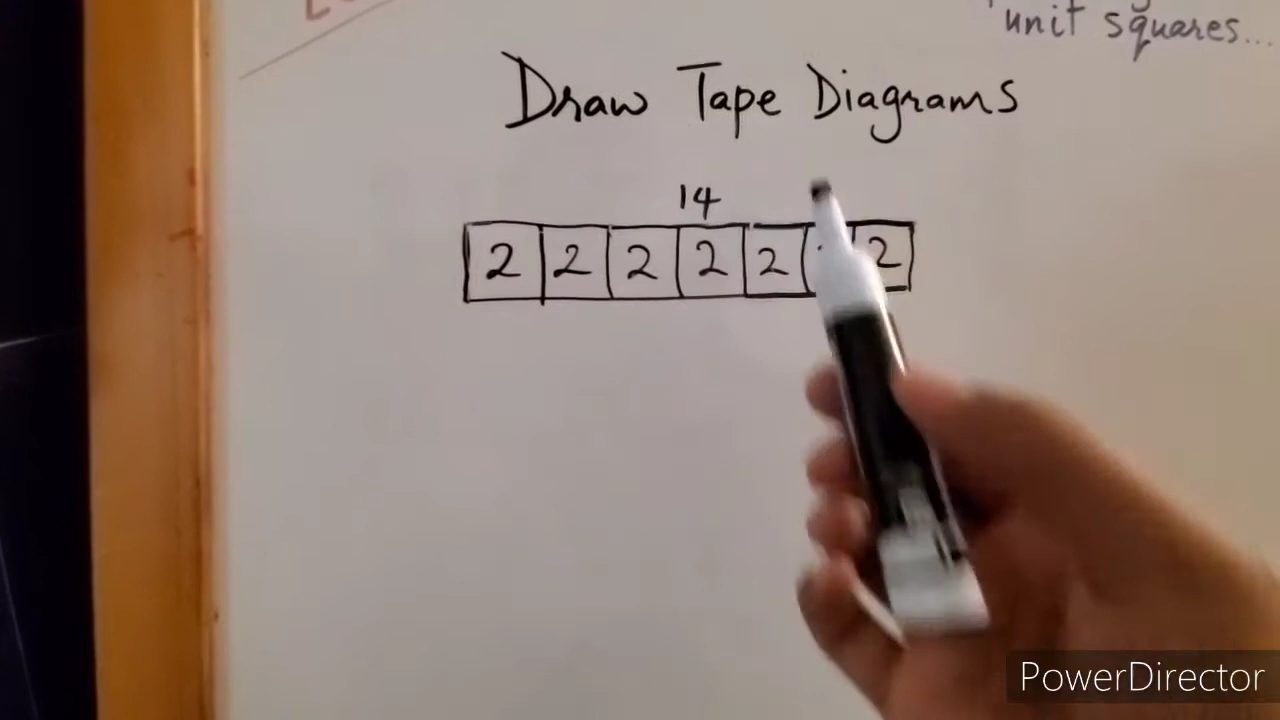 unit squares...
Draw Tape Diagrams
14
2 2 2 2 2 2
PowerDirector